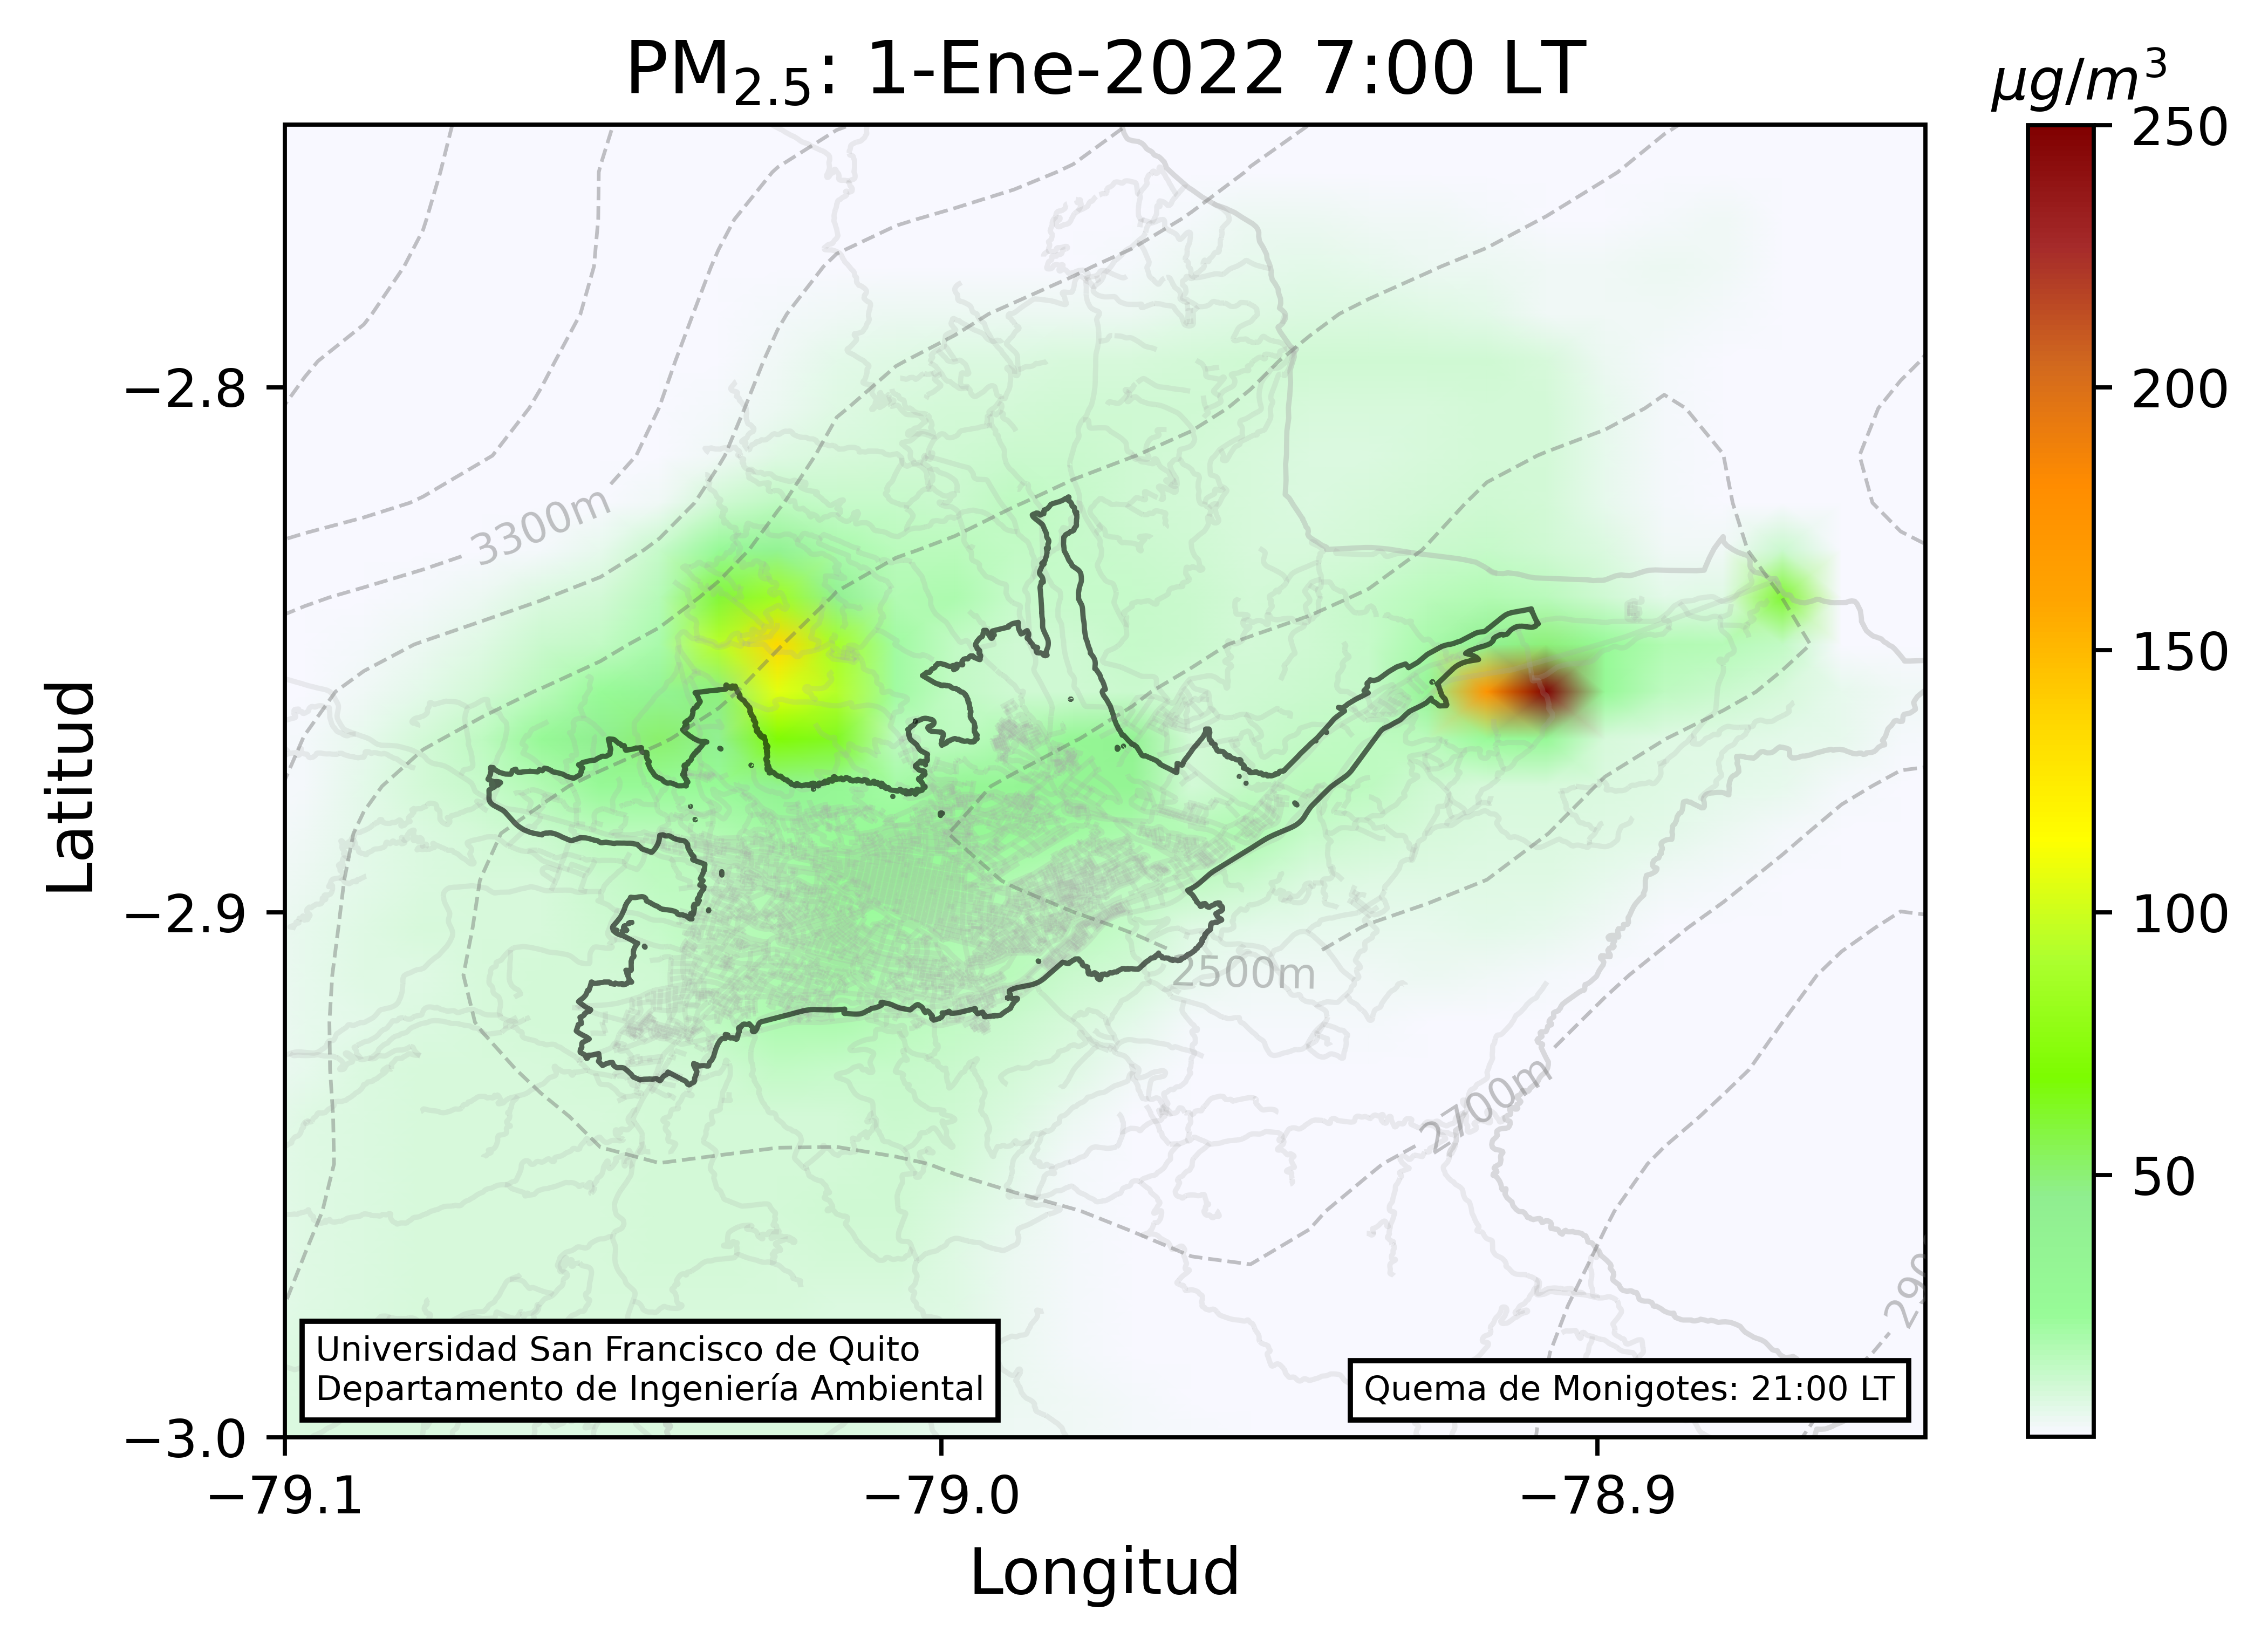 PM2.5: 1-Ene-2022 7:00 LT
μg/m³
250
200
150
100
50
Latitud
−2.8
−2.9
−3.0
3300m
2500m
2700m
290
Universidad San Francisco de Quito
Departamento de Ingeniería Ambiental
Quema de Monigotes: 21:00 LT
−79.1
−79.0
−78.9
Longitud